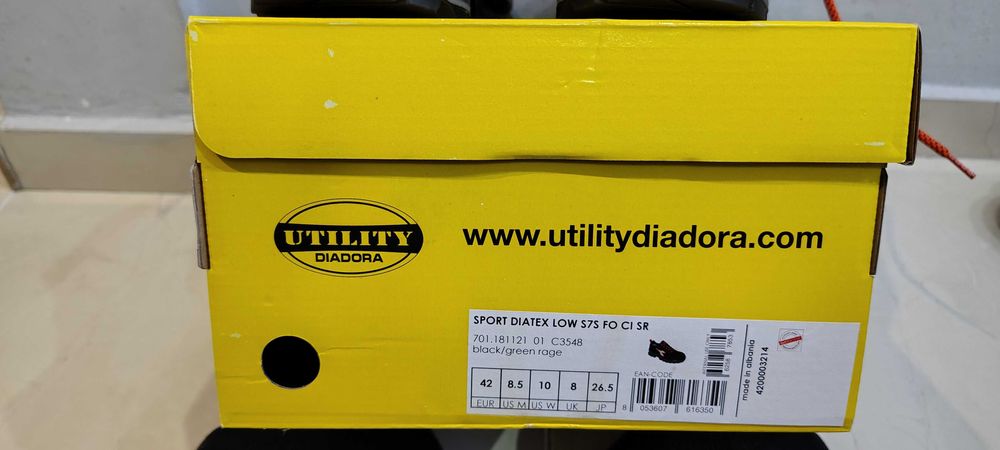 UTILITY
DIADORA
www.utilitydiadora.com
SPORT DIATEX LOW S7S FO CI SR
701.181121 01 C3548
black/green rage
42 8.5 10 8 26.5
EUR US M US W UK JP
EAN-CODE
8 053607 616350
made in albania
4200003214